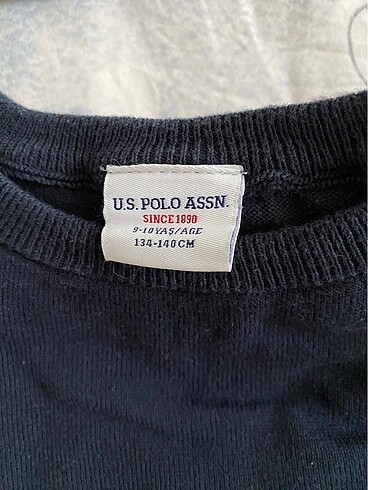 U.S. POLO ASSN.
SINCE 1890
9-10 YAŞ/AGE
134-140 CM